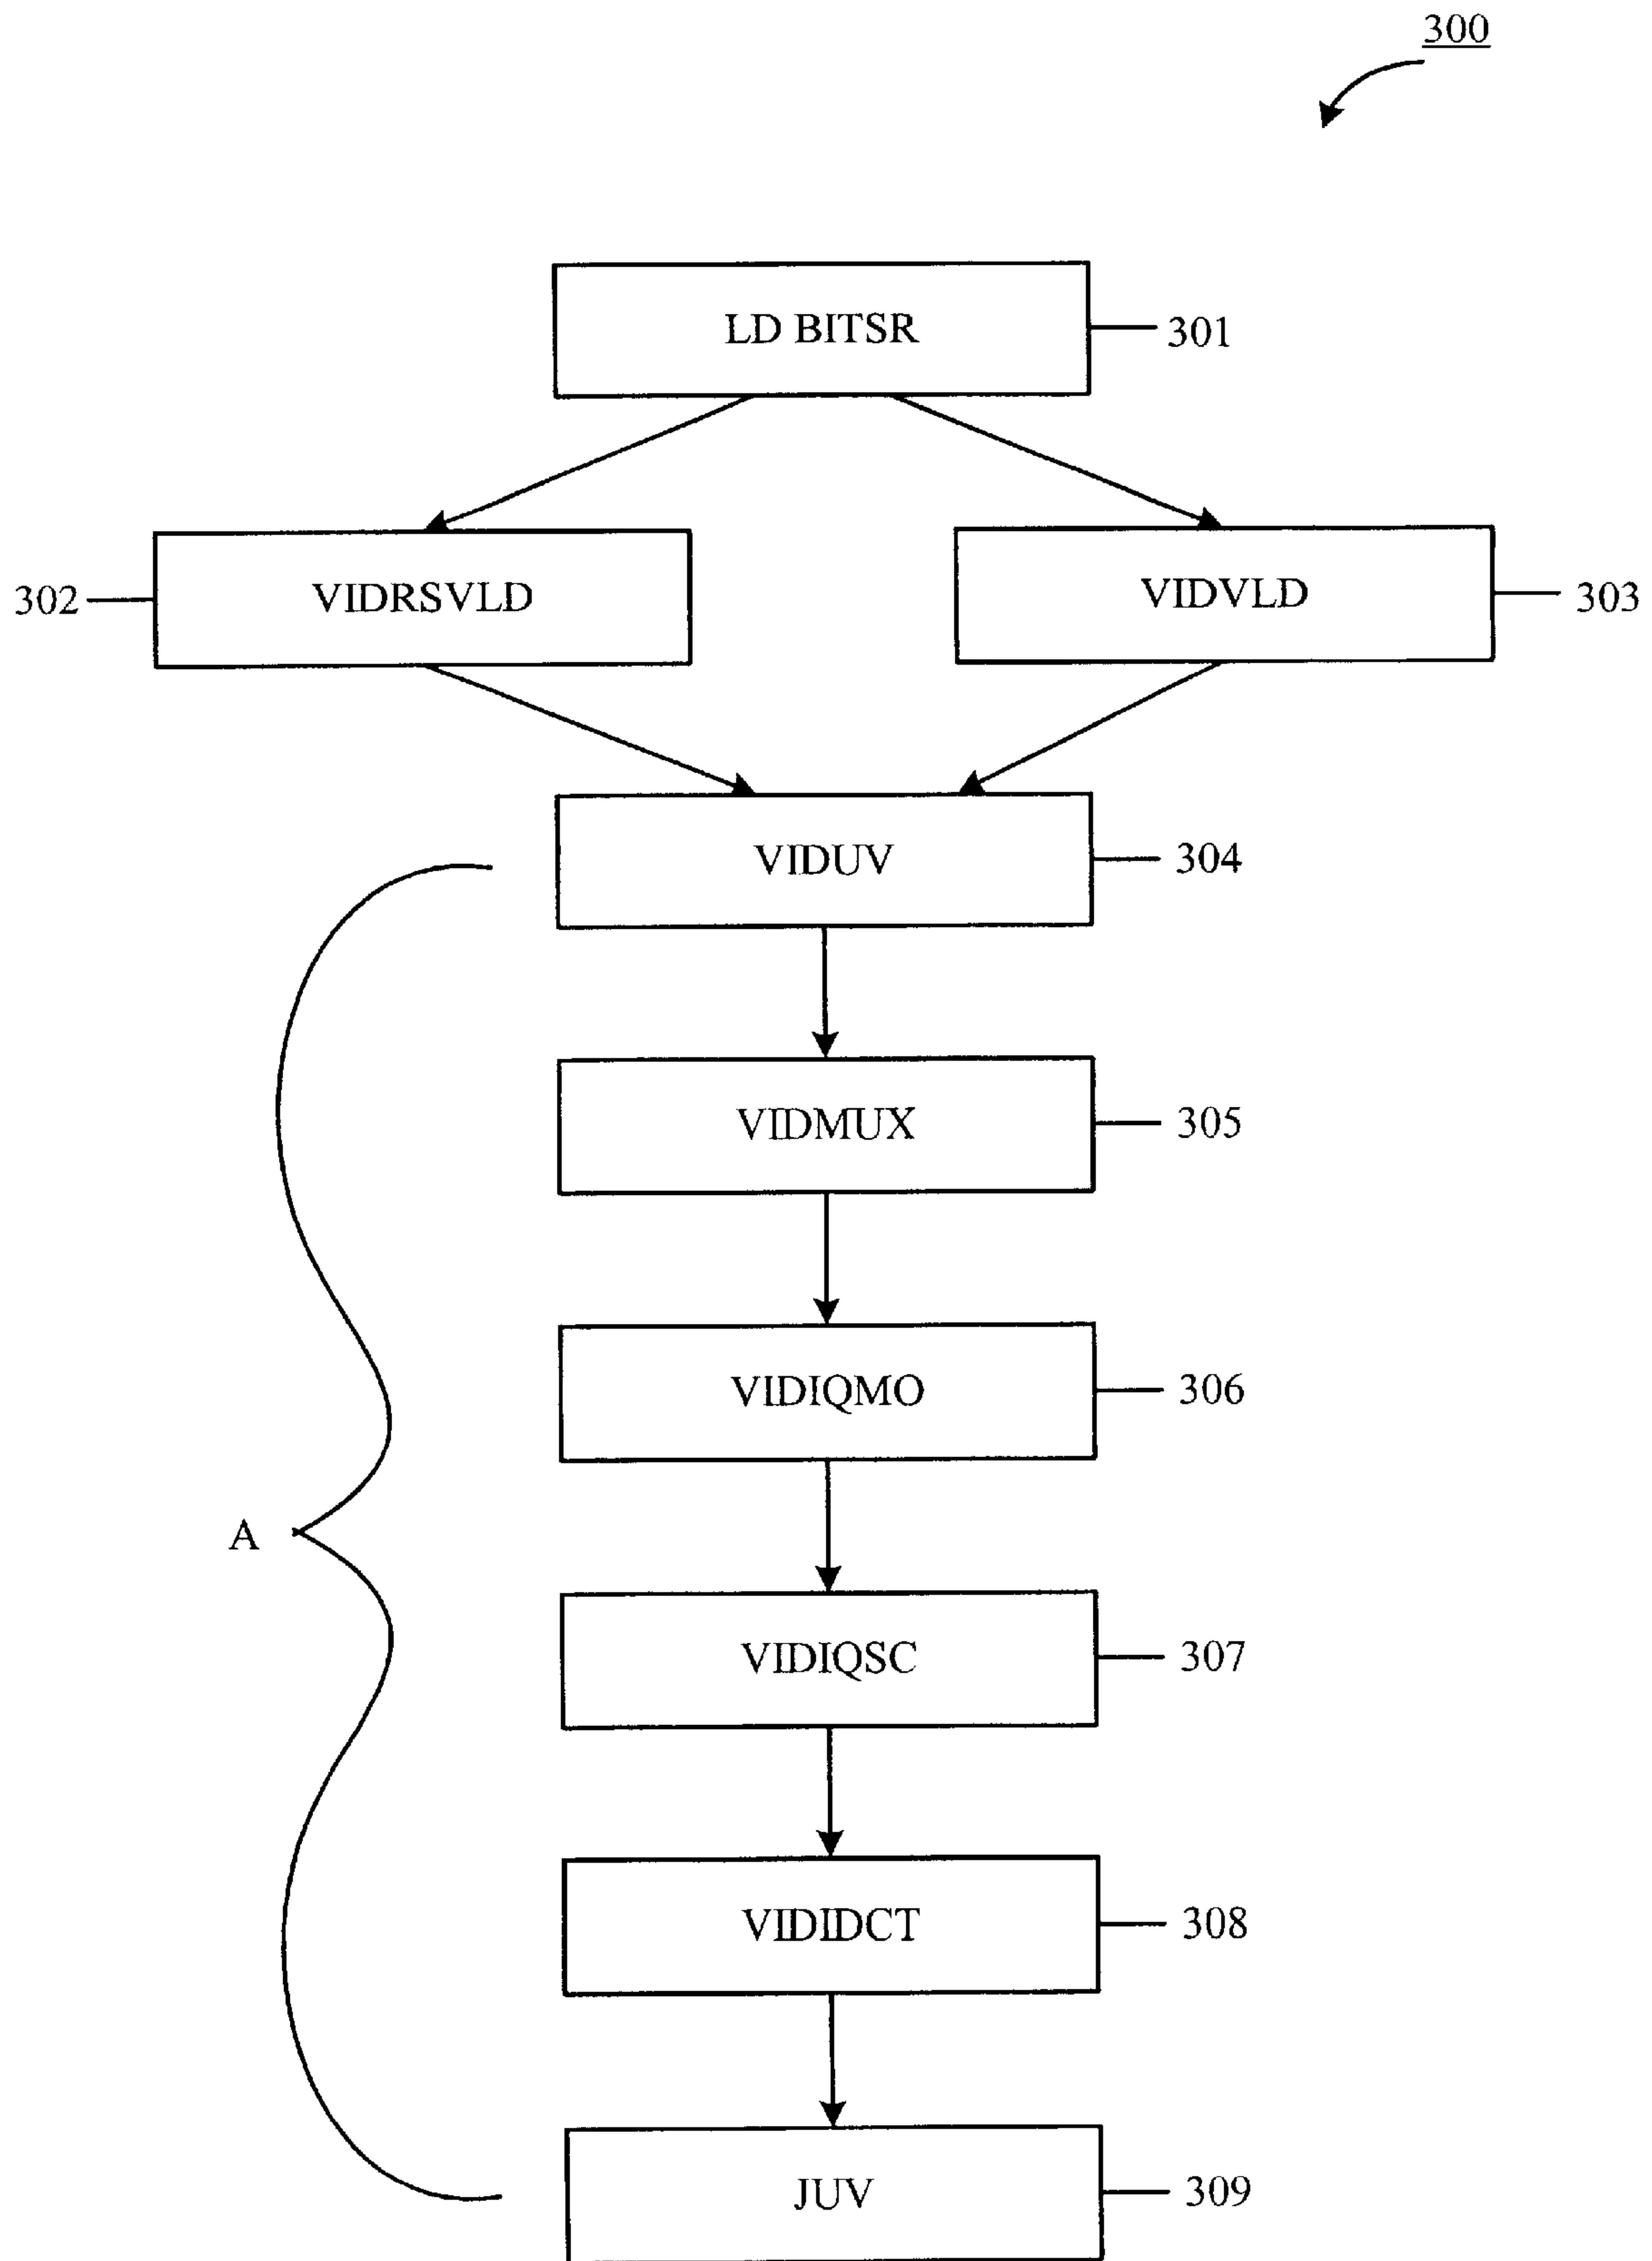 300
LD BITSR
301
302
VIDRSVLD
VIDVLD
303
VIDUV
304
VIDMUX
305
VIDIQMO
306
A
VIDIQSC
307
VIDIDCT
308
JUV
309